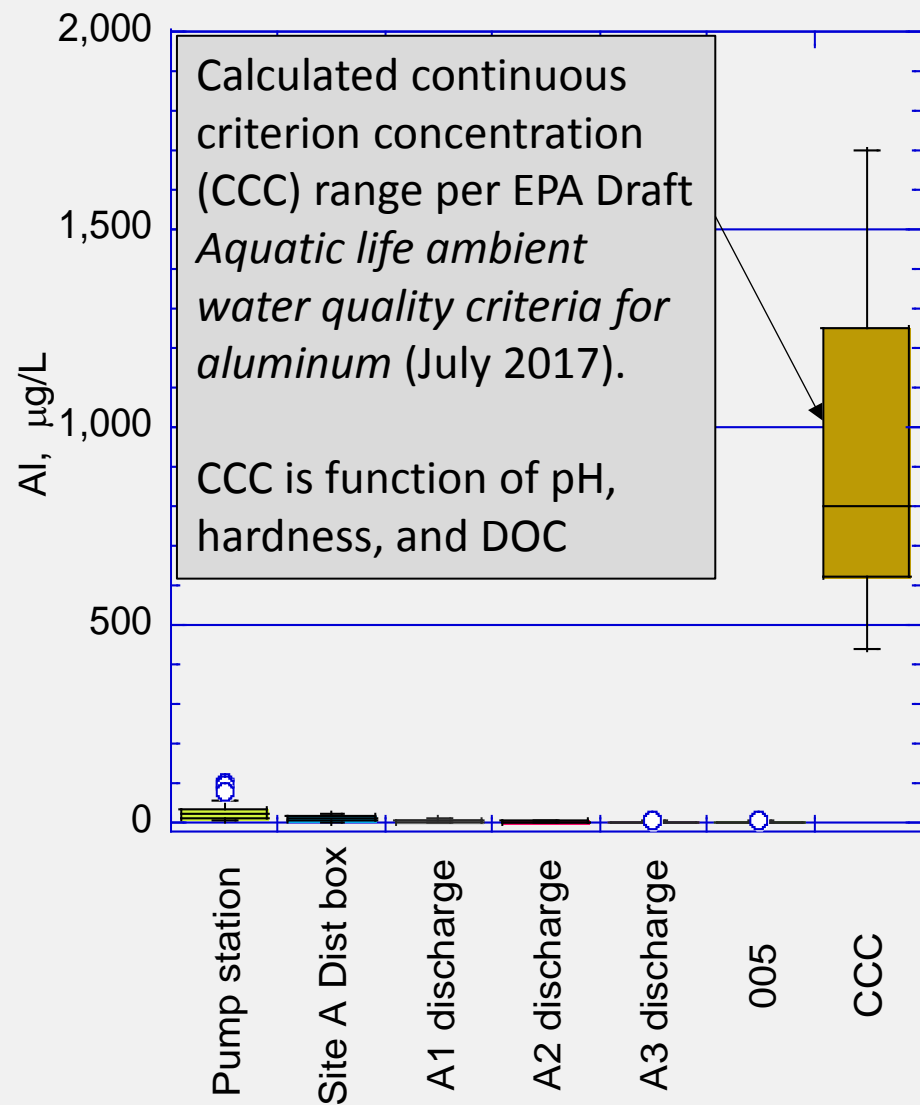 2,000
Calculated continuous
criterion concentration
(CCC) range per EPA Draft
Aquatic life ambient
water quality criteria for
aluminum (July 2017).
CCC is function of pH,
hardness, and DOC
1,500
1,000
500
0
Al, µg/L
Pump station
Site A Dist box
A1 discharge
A2 discharge
A3 discharge
005
CCC